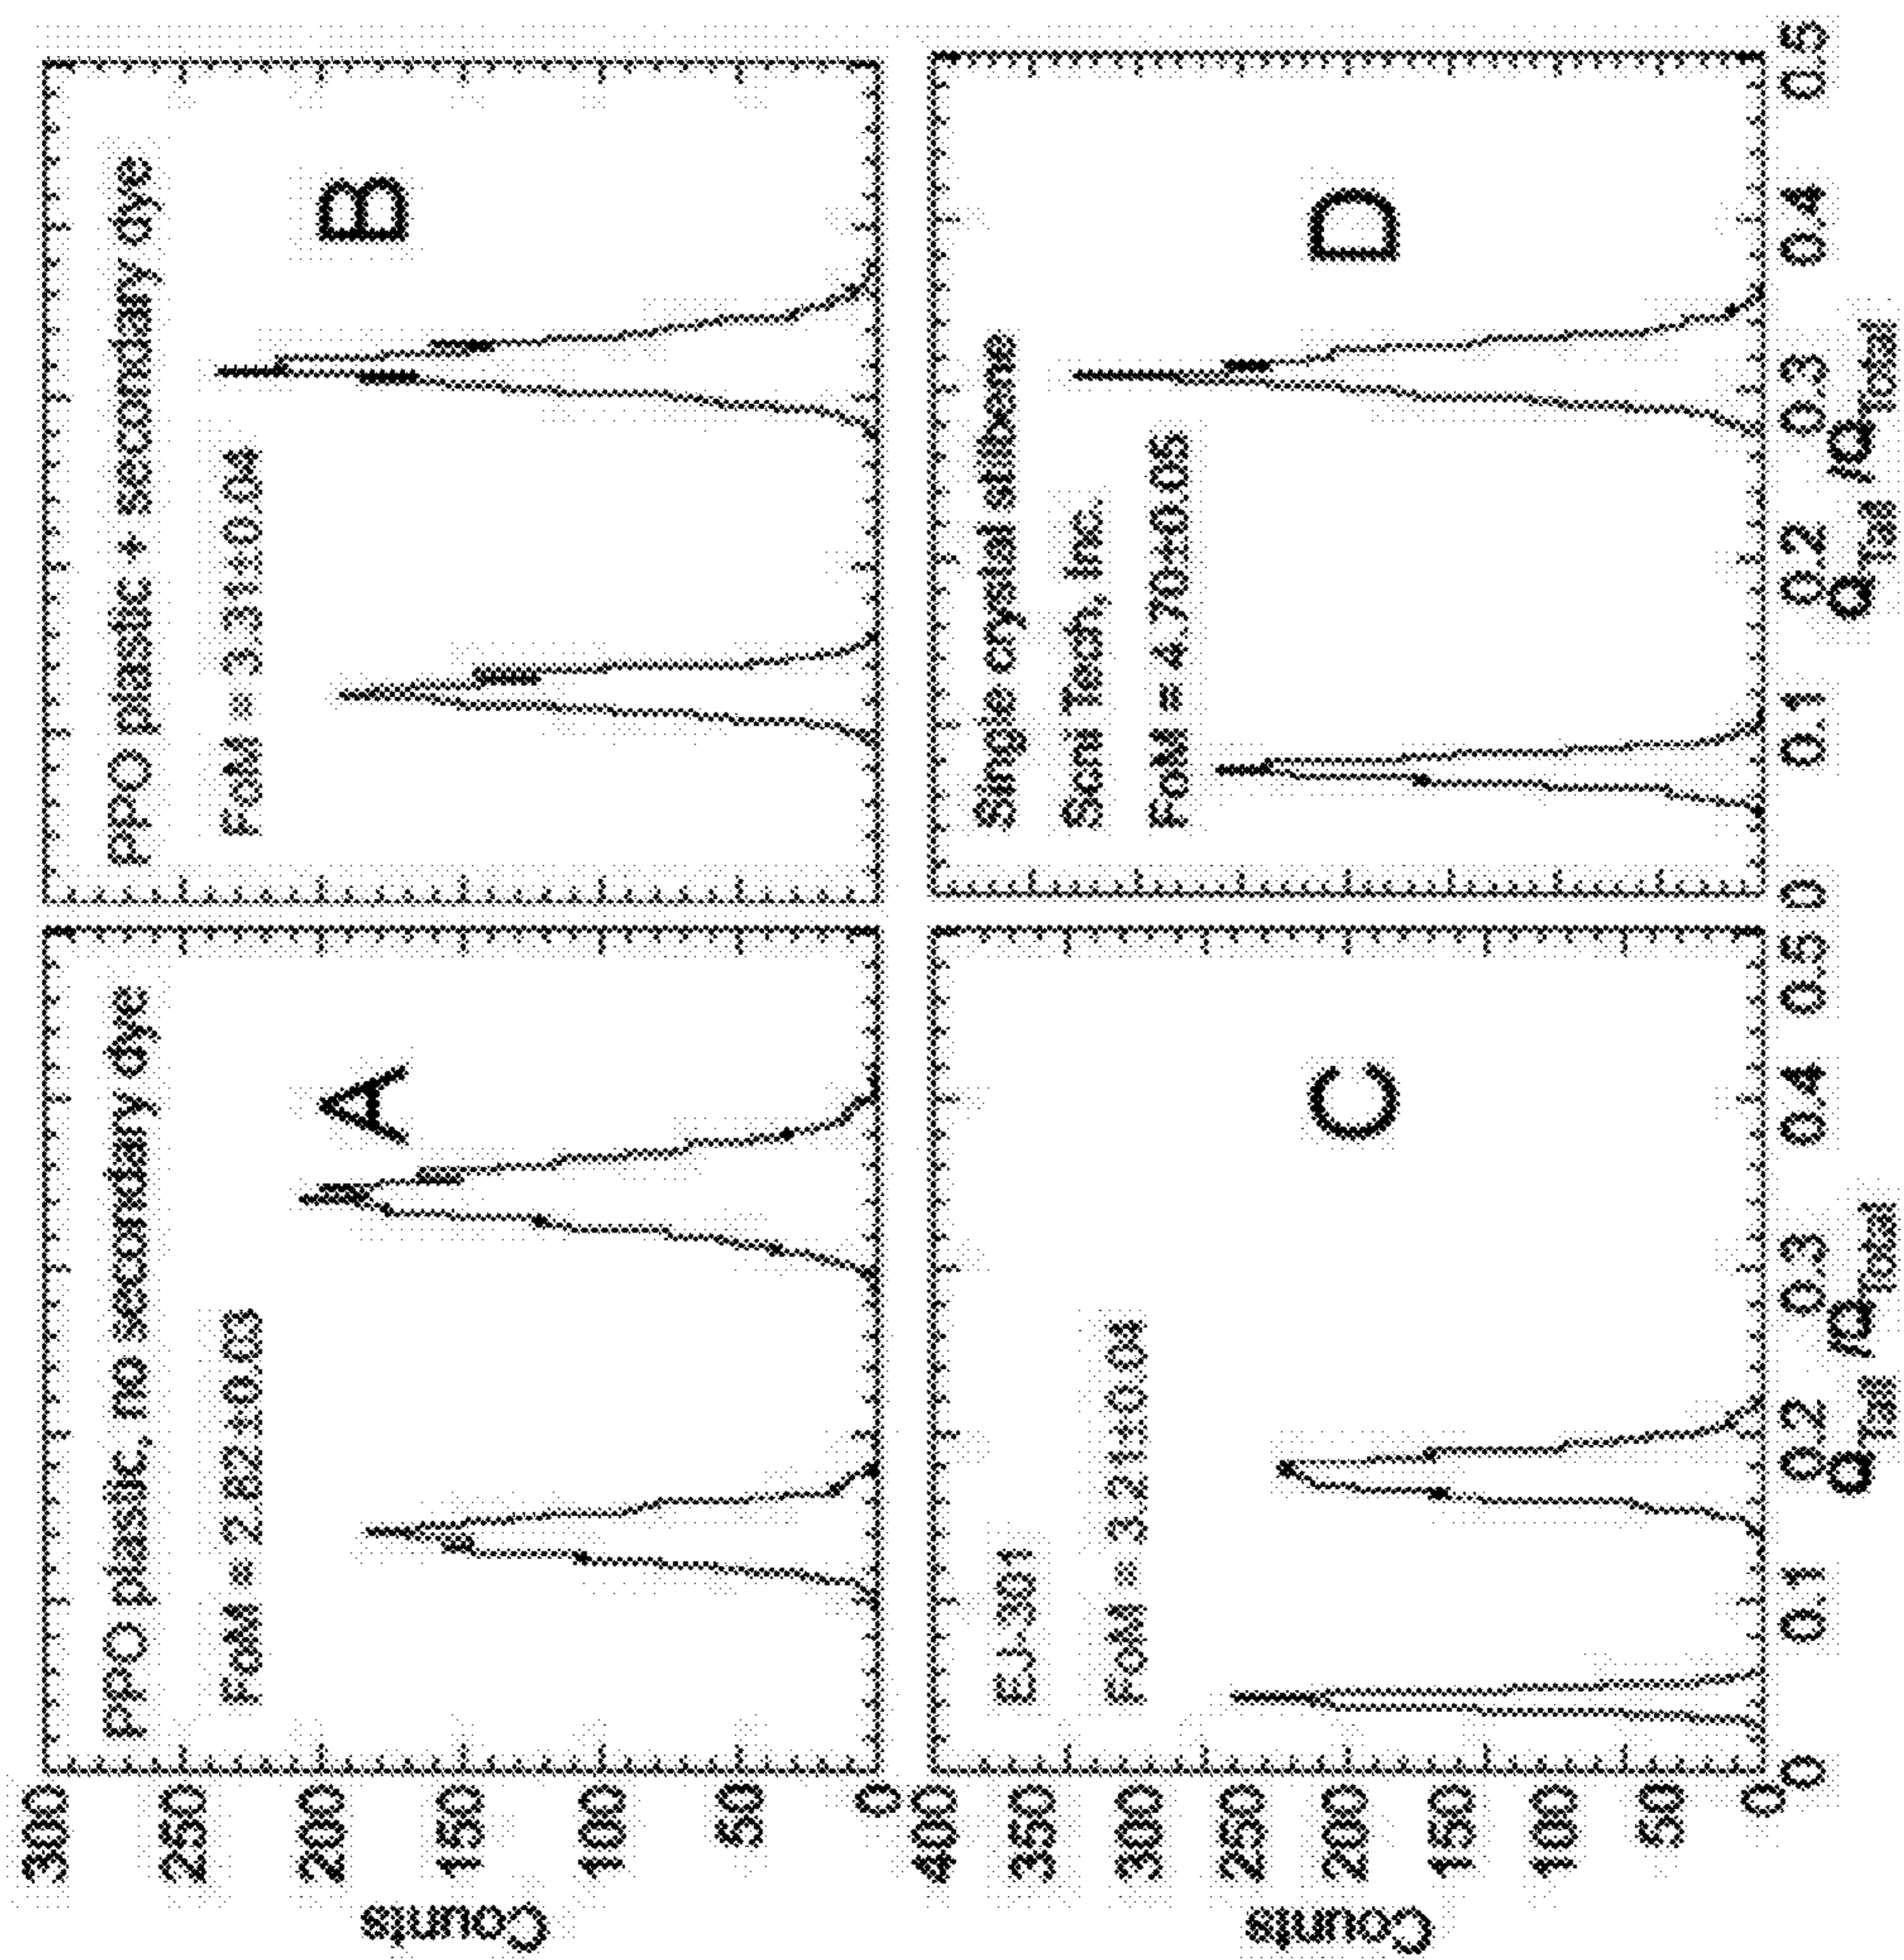 PPO plastic, no secondary dye
FoM = 2.82±0.03
A
PPO plastic + secondary dye
FoM = 3.31±0.04
B
300
250
200
150
100
50
0
Counts
EJ-301
FoM = 3.21±0.04
C
Single crystal stilbene
Scni Tech, Inc.
FoM = 4.70±0.05
D
400
350
300
250
200
150
100
50
0
Counts
0 0.1 0.2 0.3 0.4 0.5 0 0.1 0.2 0.3 0.4 0.5
QTail /QTotal QTail /QTotal